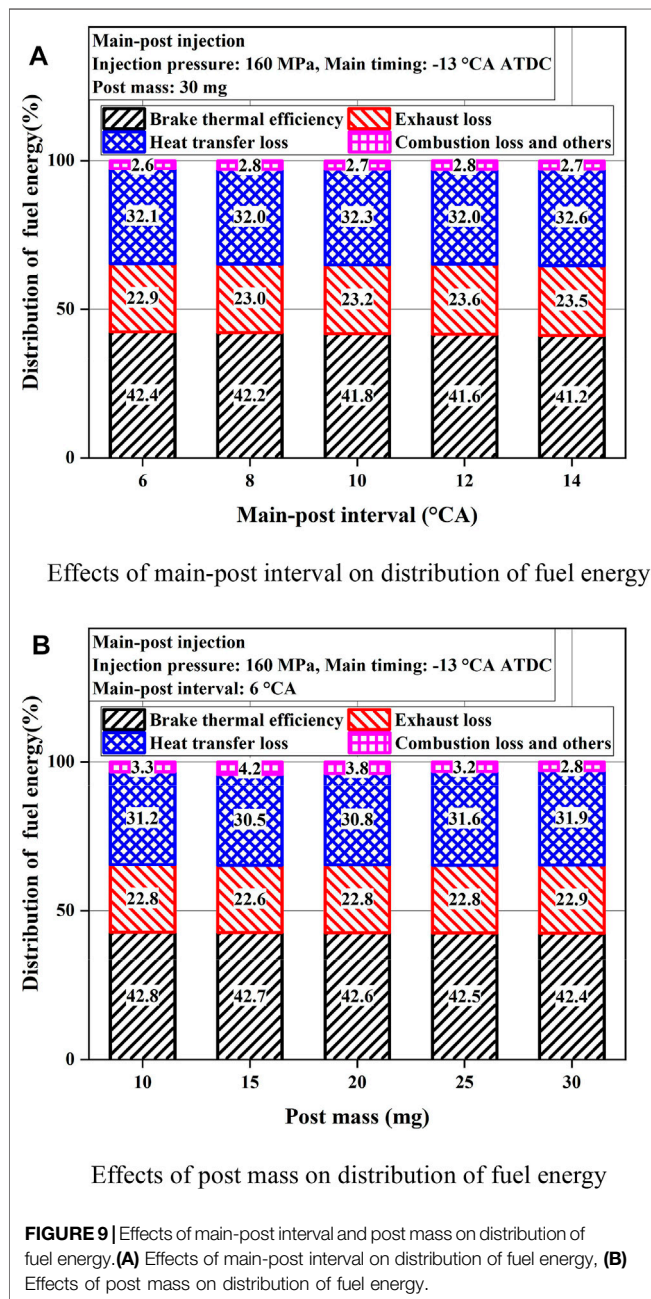 A
Main-post injection
Injection pressure: 160 MPa, Main timing: -13 °CA ATDC
Post mass: 30 mg
Brake thermal efficiency Exhaust loss
Heat transfer loss Combustion loss and others
Distribution of fuel energy(%)
100
50
0
2.6 2.8 2.7 2.8 2.7
32.1 32.0 32.3 32.0 32.6
22.9 23.0 23.2 23.6 23.5
42.4 42.2 41.8 41.6 41.2
6 8 10 12 14
Main-post interval (°CA)
Effects of main-post interval on distribution of fuel energy
B
Main-post injection
Injection pressure: 160 MPa, Main timing: -13 °CA ATDC
Main-post interval: 6 °CA
Brake thermal efficiency Exhaust loss
Heat transfer loss Combustion loss and others
Distribution of fuel energy(%)
100
50
0
3.3 4.2 3.8 3.2 2.8
31.2 30.5 30.8 31.6 31.9
22.8 22.6 22.8 22.8 22.9
42.8 42.7 42.6 42.5 42.4
10 15 20 25 30
Post mass (mg)
Effects of post mass on distribution of fuel energy
FIGURE 9 | Effects of main-post interval and post mass on distribution of
fuel energy.(A) Effects of main-post interval on distribution of fuel energy, (B)
Effects of post mass on distribution of fuel energy.